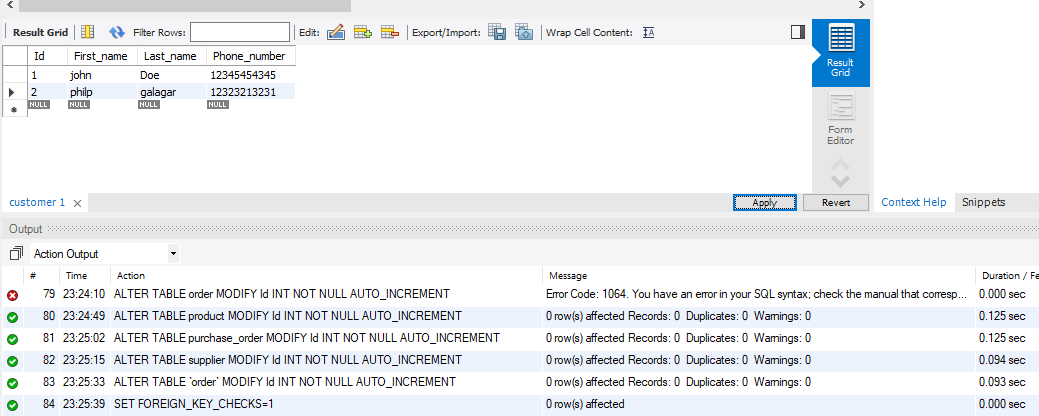 Result Grid Filter Rows: Edit: Export/Import: Wrap Cell Content: IA
Result
Grid
Id First_name Last_name Phone_number
1 john Doe 12345454345
2 philp galagar 12323213231
NULL NULL NULL NULL
Form
Editor
customer 1 Apply Revert Context Help Snippets
Output
Action Output
# Time Action Message Duration / Fe
79 23:24:10 ALTER TABLE order MODIFY Id INT NOT NULL AUTO_INCREMENT Error Code: 1064. You have an error in your SQL syntax; check the manual that corresp... 0.000 sec
80 23:24:49 ALTER TABLE product MODIFY Id INT NOT NULL AUTO_INCREMENT 0 row(s) affected Records: 0 Duplicates: 0 Warnings: 0 0.125 sec
81 23:25:02 ALTER TABLE purchase_order MODIFY Id INT NOT NULL AUTO_INCREMENT 0 row(s) affected Records: 0 Duplicates: 0 Warnings: 0 0.125 sec
82 23:25:15 ALTER TABLE supplier MODIFY Id INT NOT NULL AUTO_INCREMENT 0 row(s) affected Records: 0 Duplicates: 0 Warnings: 0 0.094 sec
83 23:25:33 ALTER TABLE `order` MODIFY Id INT NOT NULL AUTO_INCREMENT 0 row(s) affected Records: 0 Duplicates: 0 Warnings: 0 0.093 sec
84 23:25:39 SET FOREIGN_KEY_CHECKS=1 0 row(s) affected 0.000 sec